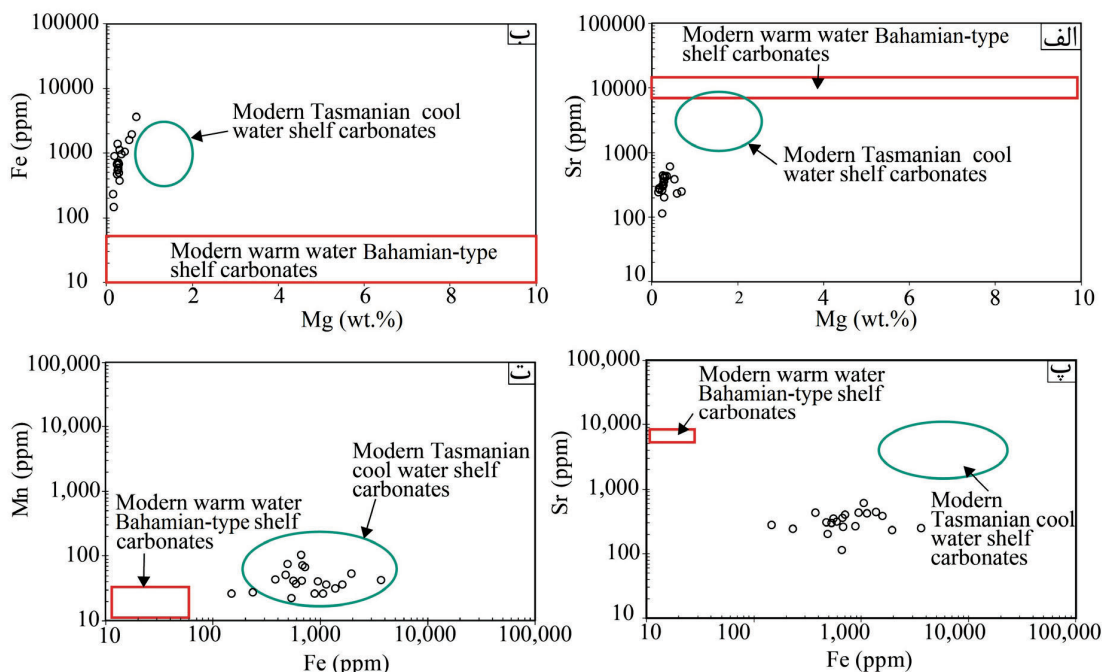 ب
100000
10000
1000
100
10
Fe (ppm)
Modern Tasmanian cool
water shelf carbonates
Modern warm water Bahamian-type
shelf carbonates
0
2
4
6
8
10
Mg (wt.%)
الف
100000
10000
1000
100
10
Sr (ppm)
Modern warm water Bahamian-type
shelf carbonates
Modern Tasmanian cool
water shelf carbonates
0
2
4
6
8
10
Mg (wt.%)
ت
100,000
10,000
1,000
100
10
Mn (ppm)
Modern Tasmanian
cool water shelf
carbonates
Modern warm water
Bahamian-type shelf
carbonates
10
100
1,000
10,000
100,000
Fe (ppm)
پ
100,000
10,000
1,000
100
10
Sr (ppm)
Modern warm water
Bahamian-type shelf
carbonates
Modern
Tasmanian cool
water shelf
carbonates
10
100
1,000
10,000
100,000
Fe (ppm)